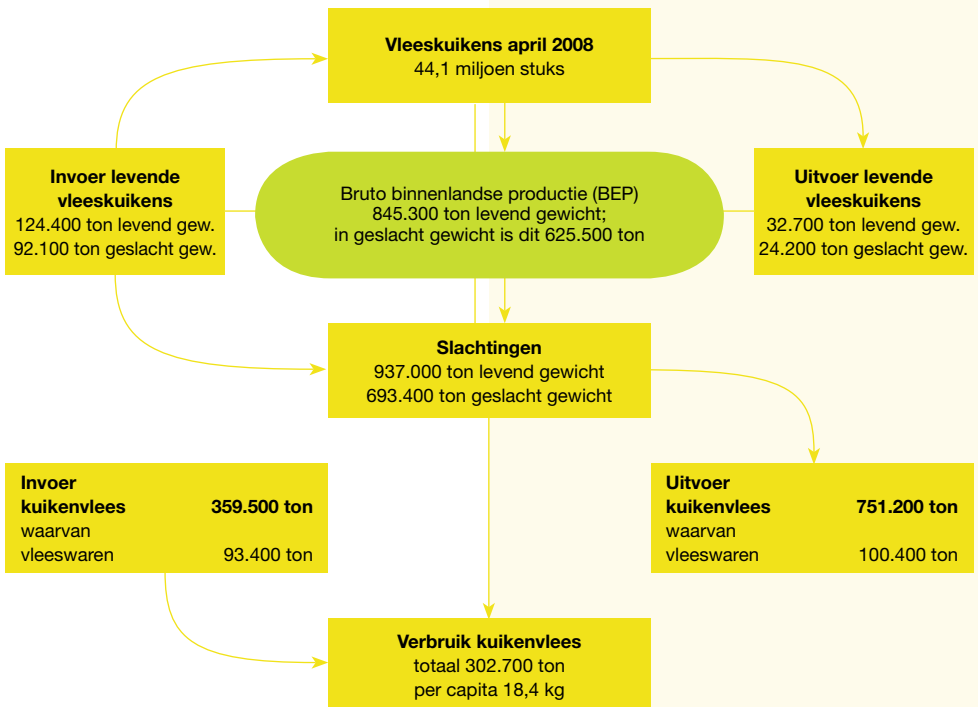 Vleeskuikens april 2008
44,1 miljoen stuks
Invoer levende
vleeskuikens
124.400 ton levend gew.
92.100 ton geslacht gew.
Bruto binnenlandse productie (BEP)
845.300 ton levend gewicht;
in geslacht gewicht is dit 625.500 ton
Uitvoer levende
vleeskuikens
32.700 ton levend gew.
24.200 ton geslacht gew.
Slachtingen
937.000 ton levend gewicht
693.400 ton geslacht gewicht
Invoer
kuikenvlees 359.500 ton
waarvan
vleeswaren 93.400 ton
Uitvoer
kuikenvlees 751.200 ton
waarvan
vleeswaren 100.400 ton
Verbruik kuikenvlees
totaal 302.700 ton
per capita 18,4 kg